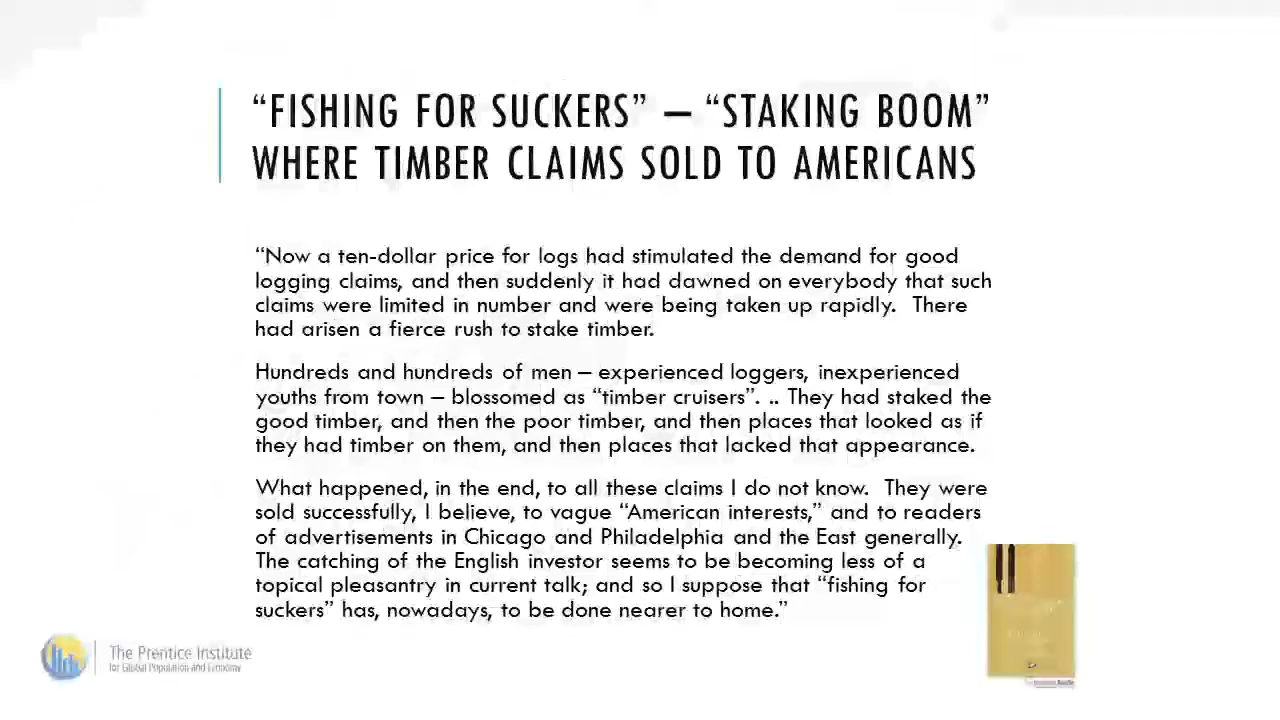 “FISHING FOR SUCKERS” – “STAKING BOOM”
WHERE TIMBER CLAIMS SOLD TO AMERICANS
“Now a ten-dollar price for logs had stimulated the demand for good
logging claims, and then suddenly it had dawned on everybody that such
claims were limited in number and were being taken up rapidly.  There
had arisen a fierce rush to stake timber.
Hundreds and hundreds of men – experienced loggers, inexperienced
youths from town – blossomed as “timber cruisers”. .. They had staked the
good timber, and then the poor timber, and then places that looked as if
they had timber on them, and then places that lacked that appearance.
What happened, in the end, to all these claims I do not know.  They were
sold successfully, I believe, to vague “American interests,” and to readers
of advertisements in Chicago and Philadelphia and the East generally.
The catching of the English investor seems to be becoming less of a
topical pleasantry in current talk; and so I suppose that “fishing for
suckers” has, nowadays, to be done nearer to home.”
The Prentice Institute
for Global Population and Economy